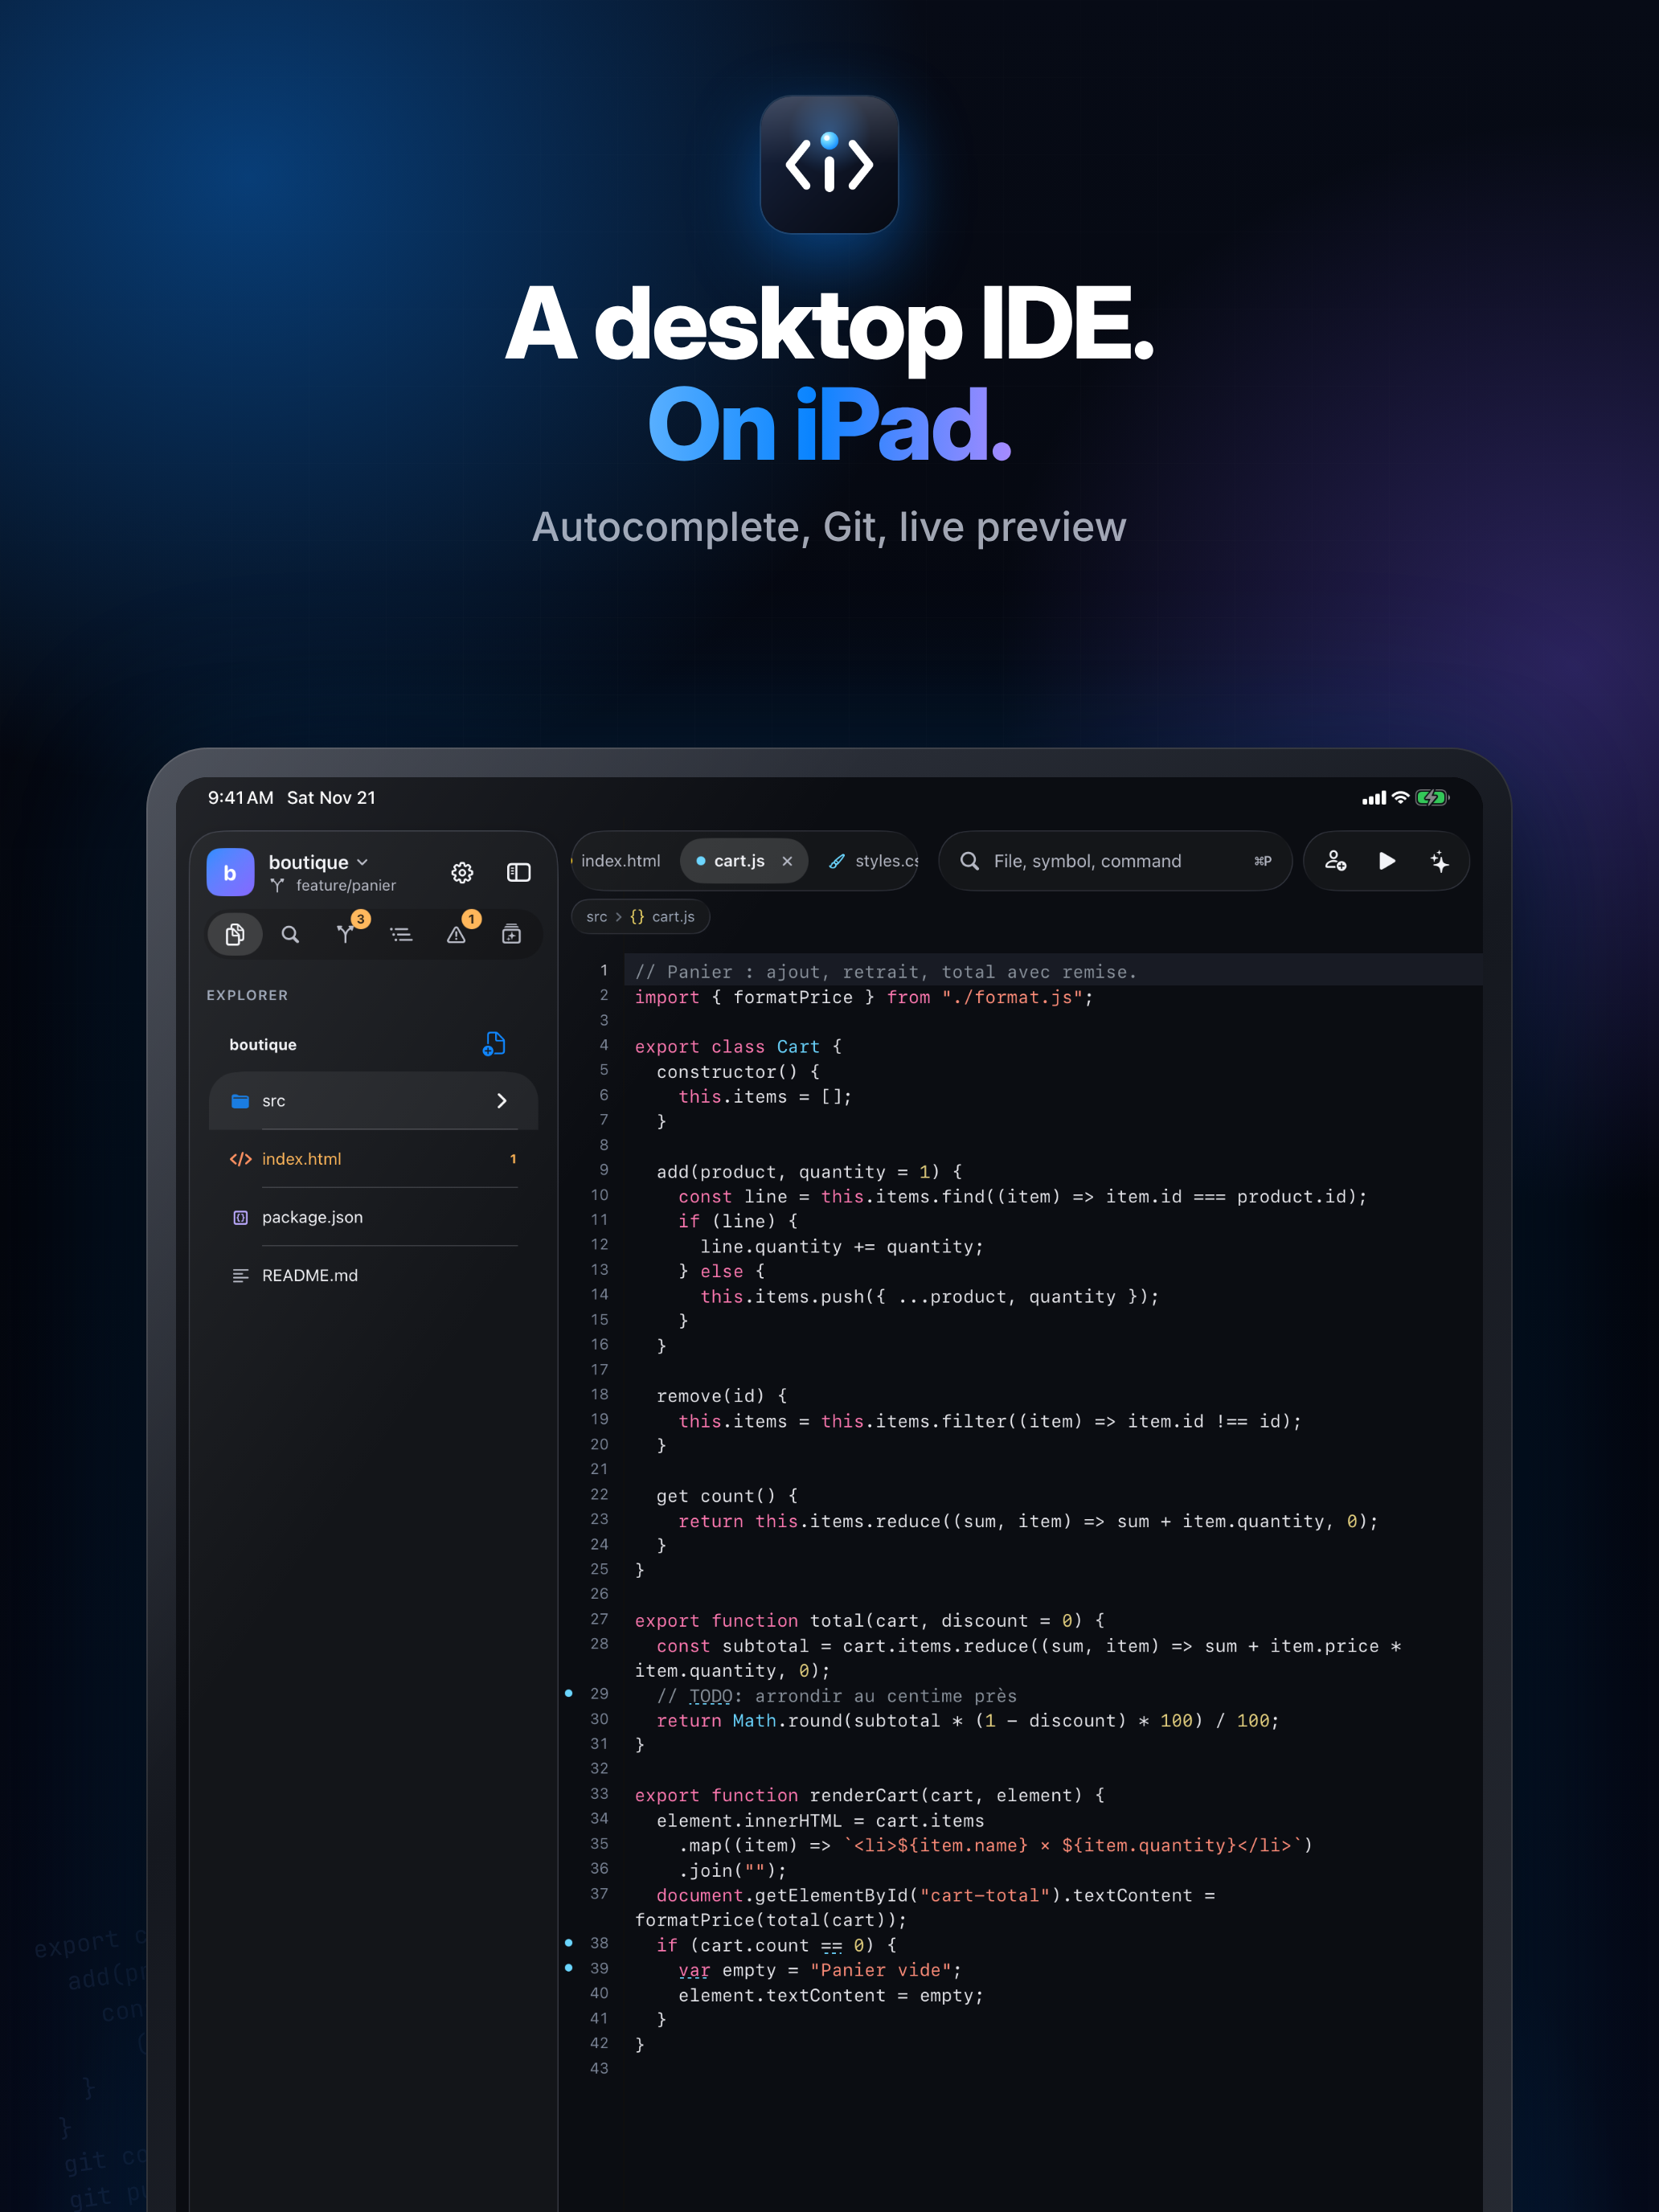 <i>
A desktop IDE.
On iPad.
Autocomplete, Git, live preview
9:41 AM Sat Nov 21
b
boutique
feature/panier
3
1
EXPLORER
boutique
src
index.html 1
package.json
README.md
index.html cart.js styles.cs
File, symbol, command ⌘P
src > {} cart.js
1 // Panier : ajout, retrait, total avec remise.
2 import { formatPrice } from "./format.js";
3
4 export class Cart {
5   constructor() {
6     this.items = [];
7   }
8
9   add(product, quantity = 1) {
10     const line = this.items.find((item) => item.id === product.id);
11     if (line) {
12       line.quantity += quantity;
13     } else {
14       this.items.push({ ...product, quantity });
15     }
16   }
17
18   remove(id) {
19     this.items = this.items.filter((item) => item.id !== id);
20   }
21
22   get count() {
23     return this.items.reduce((sum, item) => sum + item.quantity, 0);
24   }
25 }
26
27 export function total(cart, discount = 0) {
28   const subtotal = cart.items.reduce((sum, item) => sum + item.price *
item.quantity, 0);
29   // TODO: arrondir au centime près
30   return Math.round(subtotal * (1 - discount) * 100) / 100;
31 }
32
33 export function renderCart(cart, element) {
34   element.innerHTML = cart.items
35     .map((item) => `<li>${item.name} × ${item.quantity}</li>`)
36     .join("");
37   document.getElementById("cart-total").textContent =
formatPrice(total(cart));
38   if (cart.count == 0) {
39     var empty = "Panier vide";
40     element.textContent = empty;
41   }
42 }
43
export c
add(pr
con
(
}
}
git co
git pu